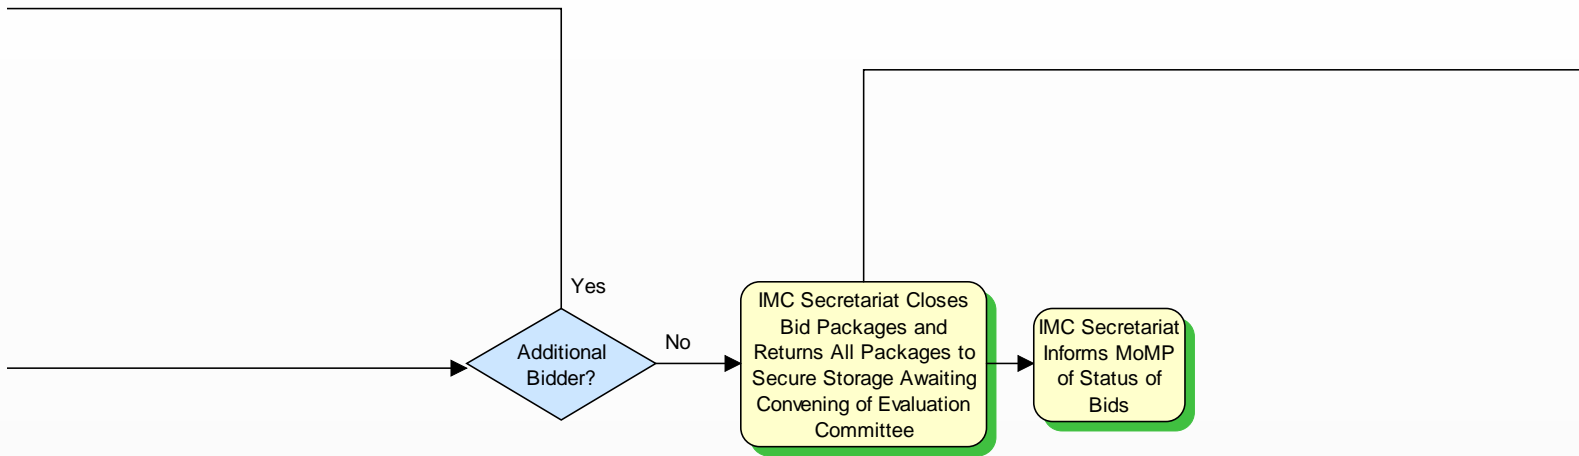 Yes
Additional
Bidder?
No
IMC Secretariat Closes
Bid Packages and
Returns All Packages to
Secure Storage Awaiting
Convening of Evaluation
Committee
IMC Secretariat
Informs MoMP
of Status of
Bids